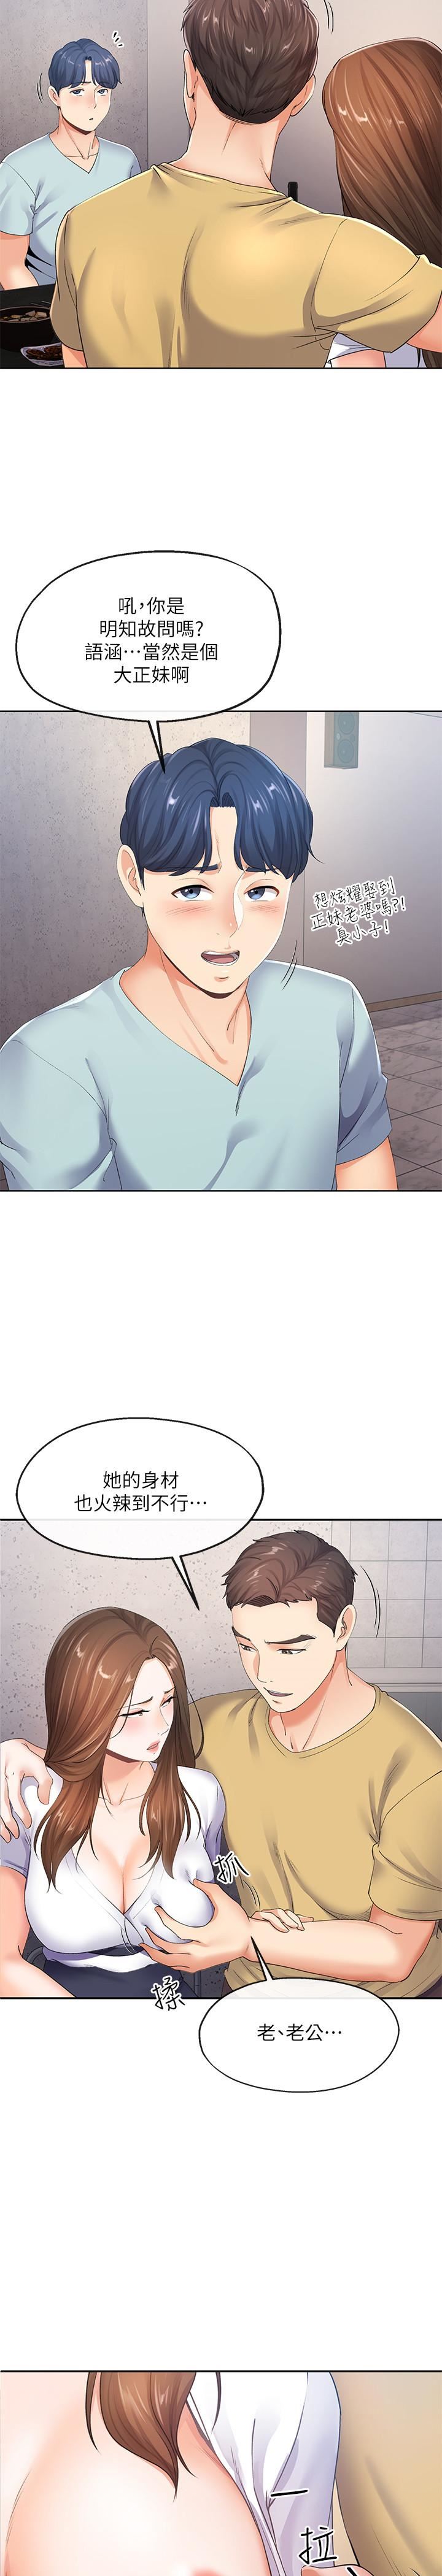 吼，你是
明知故問嗎?
語涵⋯當然是個
大正妹啊
想炫耀娶到
正妹老婆嗎?!
臭小子!
她的身材
也火辣到不行⋯
抓
揉
老、老公⋯
拉